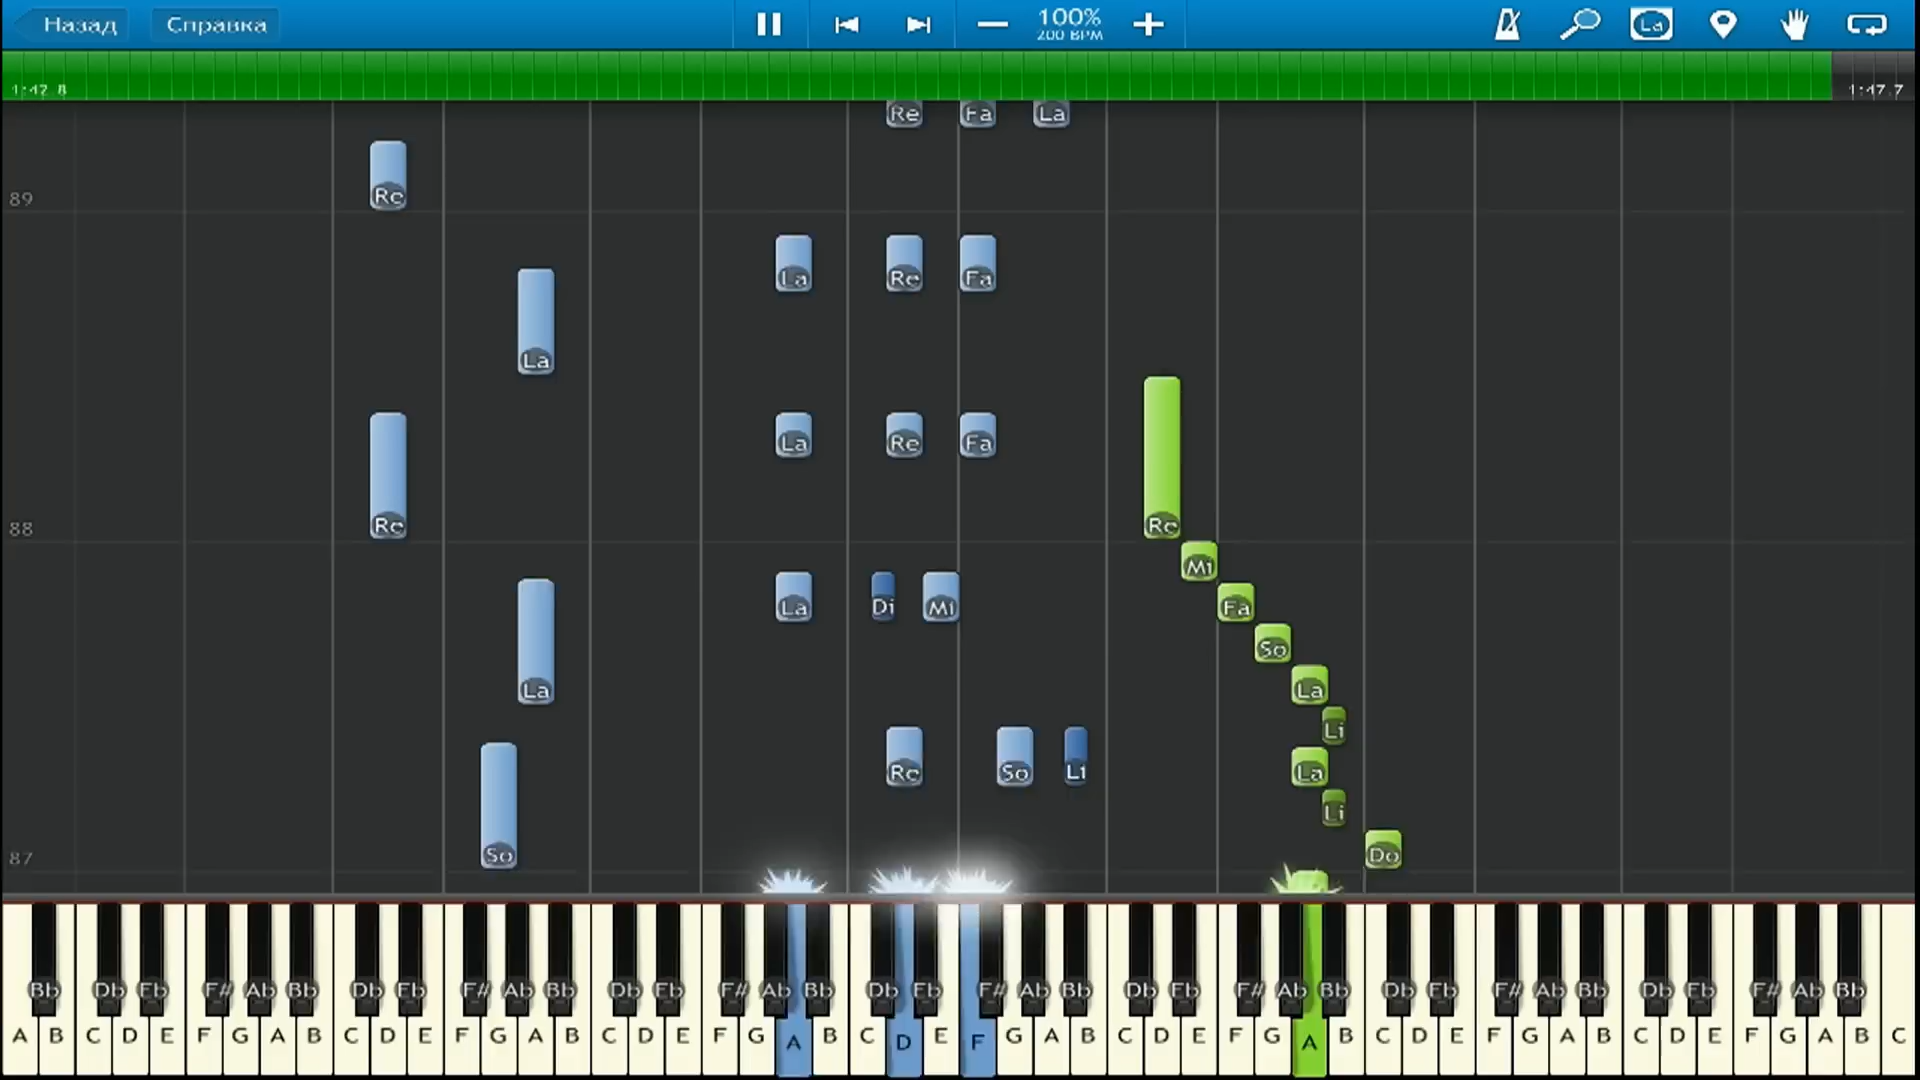 Назад Справка 100% La
200 BPM
1:47.8 1:47.7
Re Fa La
89 Re
La Re Fa
La
La Re Fa
88 Re Re
Mi
La Di Mi Fa
So
La La
Li
Re So Li La
Li
87 So Do
Bb Db Eb F# Ab Bb Db Eb F# Ab Bb Db Eb F# Ab Bb Db Eb F# Ab Bb Db Eb F# Ab Bb Db Eb F# Ab Bb Db Eb F# Ab Bb
A B C D E F G A B C D E F G A B C D E F G A B C D E F G A B C D E F G A B C D E F G A B C D E F G A B C